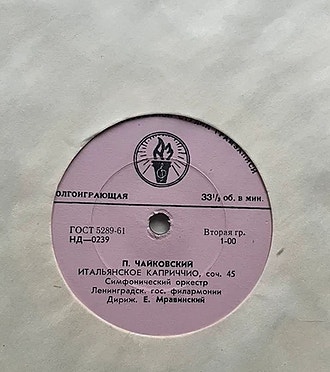 ОЛГОИГРАЮЩАЯ 33⅓ об. в мин.
ГОСТ 5289-61 Вторая гр.
НД—0239 1-00
П. ЧАЙКОВСКИЙ
ИТАЛЬЯНСКОЕ КАПРИЧЧИО, соч. 45
Симфонический оркестр
Ленинградск. гос. филармонии
Дириж. Е. Мравинский